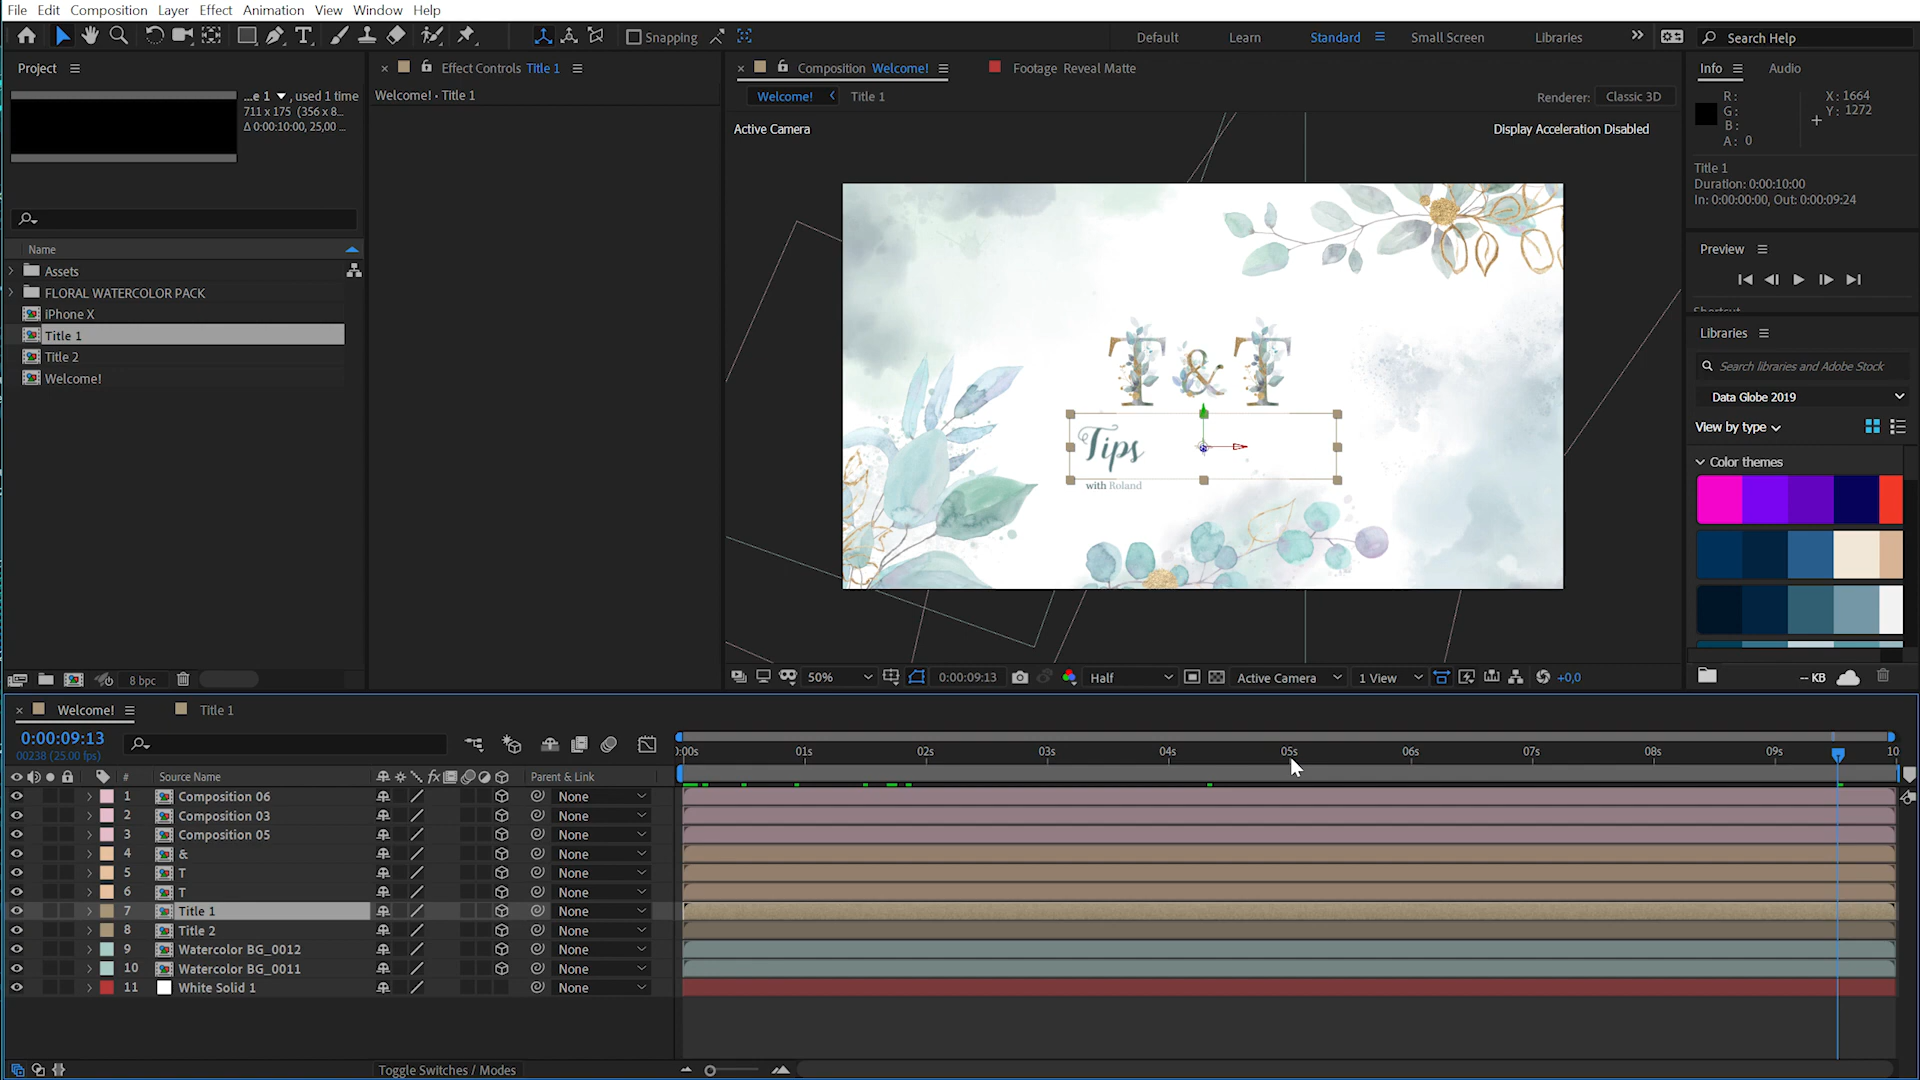 File Edit Composition Layer Effect Animation View Window Help
Snapping
Default Learn Standard Small Screen Libraries
Search Help
Project
...e 1 ▼ , used 1 time
711 x 175 (356 x 8...
Δ 0:00:10:00, 25,00 ...
Name
Assets
FLORAL WATERCOLOR PACK
iPhone X
Title 1
Title 2
Welcome!
8 bpc
Effect Controls Title 1
Welcome! • Title 1
Composition Welcome!
Footage Reveal Matte
Welcome! Title 1
Renderer: Classic 3D
Active Camera
Display Acceleration Disabled
T & T
Tips
with Roland
50% 0:00:09:13 Half Active Camera 1 View +0,0
Info Audio
R:
G:
B:
A: 0
X: 1664
Y: 1272
Title 1
Duration: 0:00:10:00
In: 0:00:00:00, Out: 0:00:09:24
Preview
Shortcut
Libraries
Search libraries and Adobe Stock
Data Globe 2019
View by type
Color themes
-- KB
Welcome! Title 1
0:00:09:13
00238 (25.00 fps)
:00s 01s 02s 03s 04s 05s 06s 07s 08s 09s 10
# Source Name fx Parent & Link
1 Composition 06 None
2 Composition 03 None
3 Composition 05 None
4 & None
5 T None
6 T None
7 Title 1 None
8 Title 2 None
9 Watercolor BG_0012 None
10 Watercolor BG_0011 None
11 White Solid 1 None
Toggle Switches / Modes